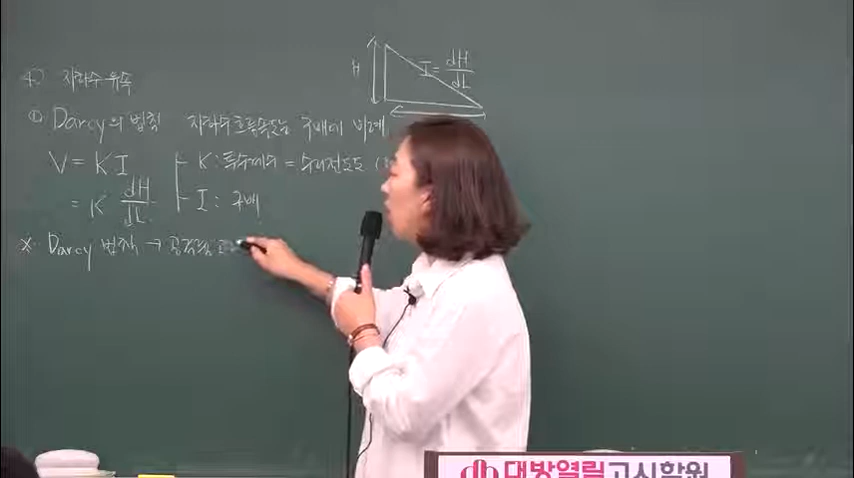 4) 지하수 유속
H
I = dH/dL
① Darcy의 법칙 지하수 흐름속도는 구배에 비례
V = KI
K : 투수계수 = 수리전도도
= K dH/dL
I : 구배
※ Darcy 법칙 →
대방열림고시학원